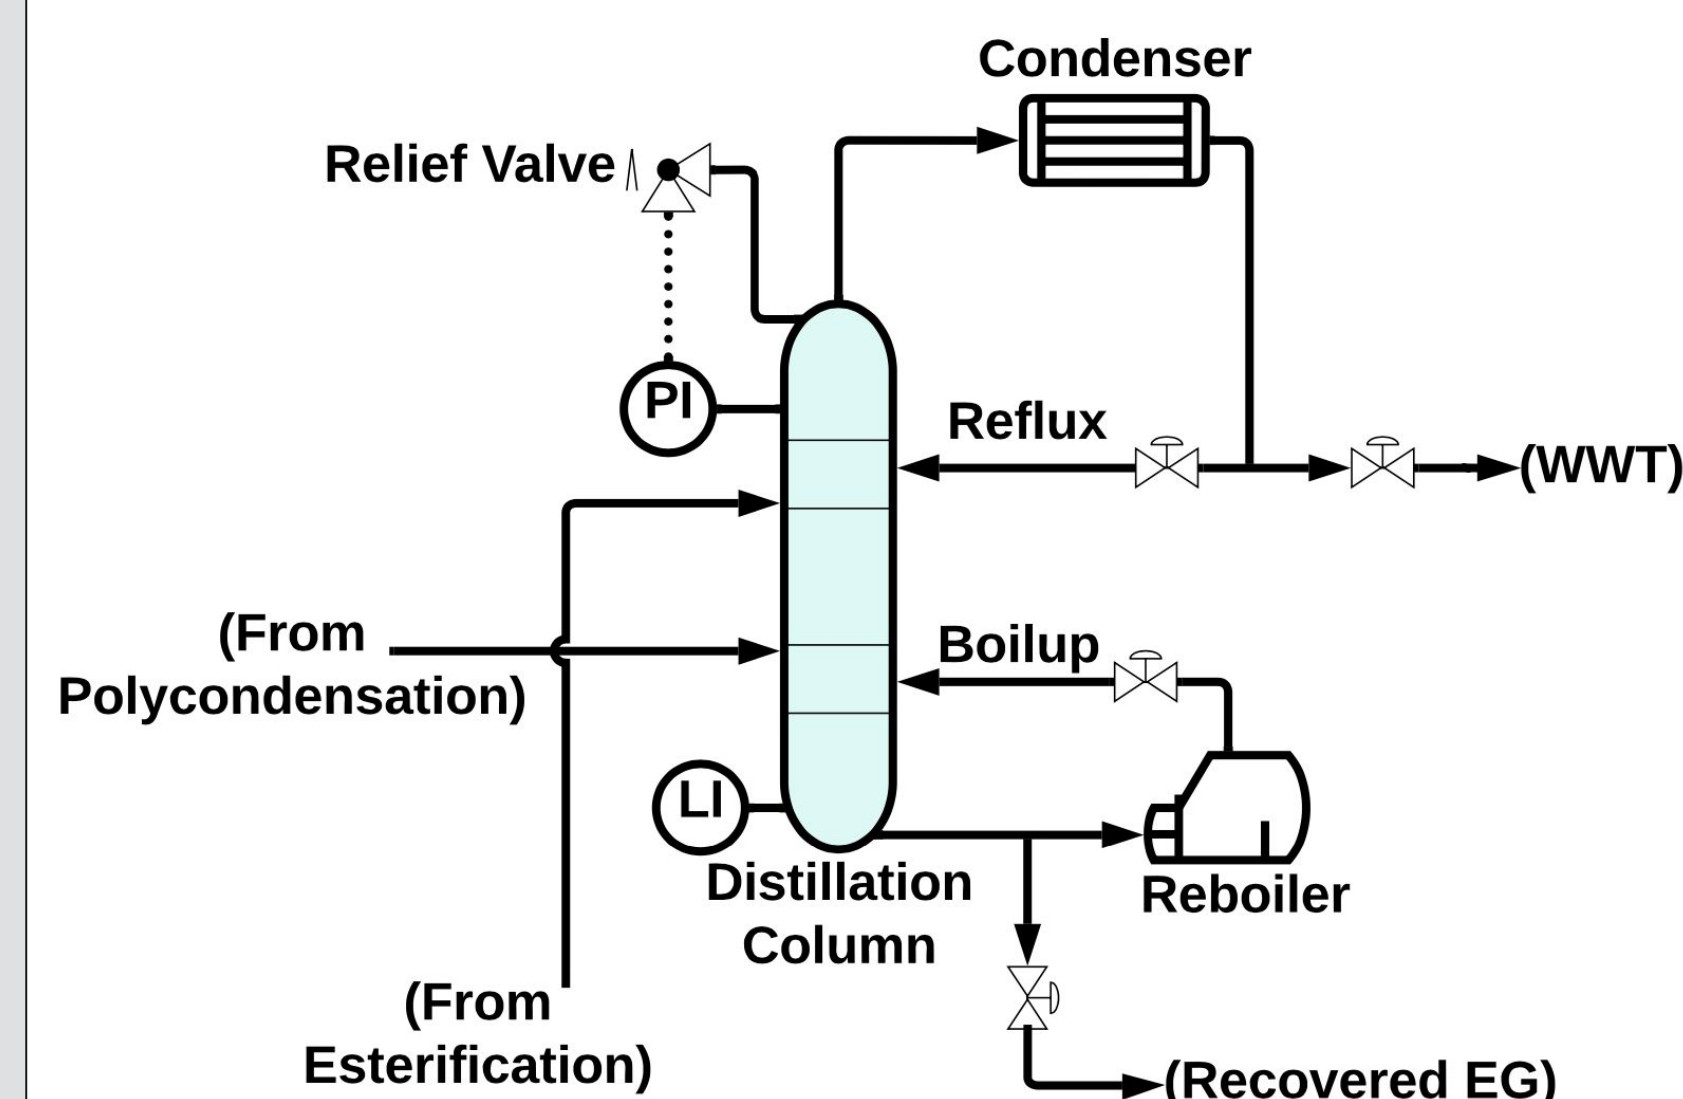 Condenser
Relief Valve
PI
Reflux
(WWT)
(From
Polycondensation)
Boilup
LI
Distillation
Column
Reboiler
(From
Esterification)
(Recovered EG)